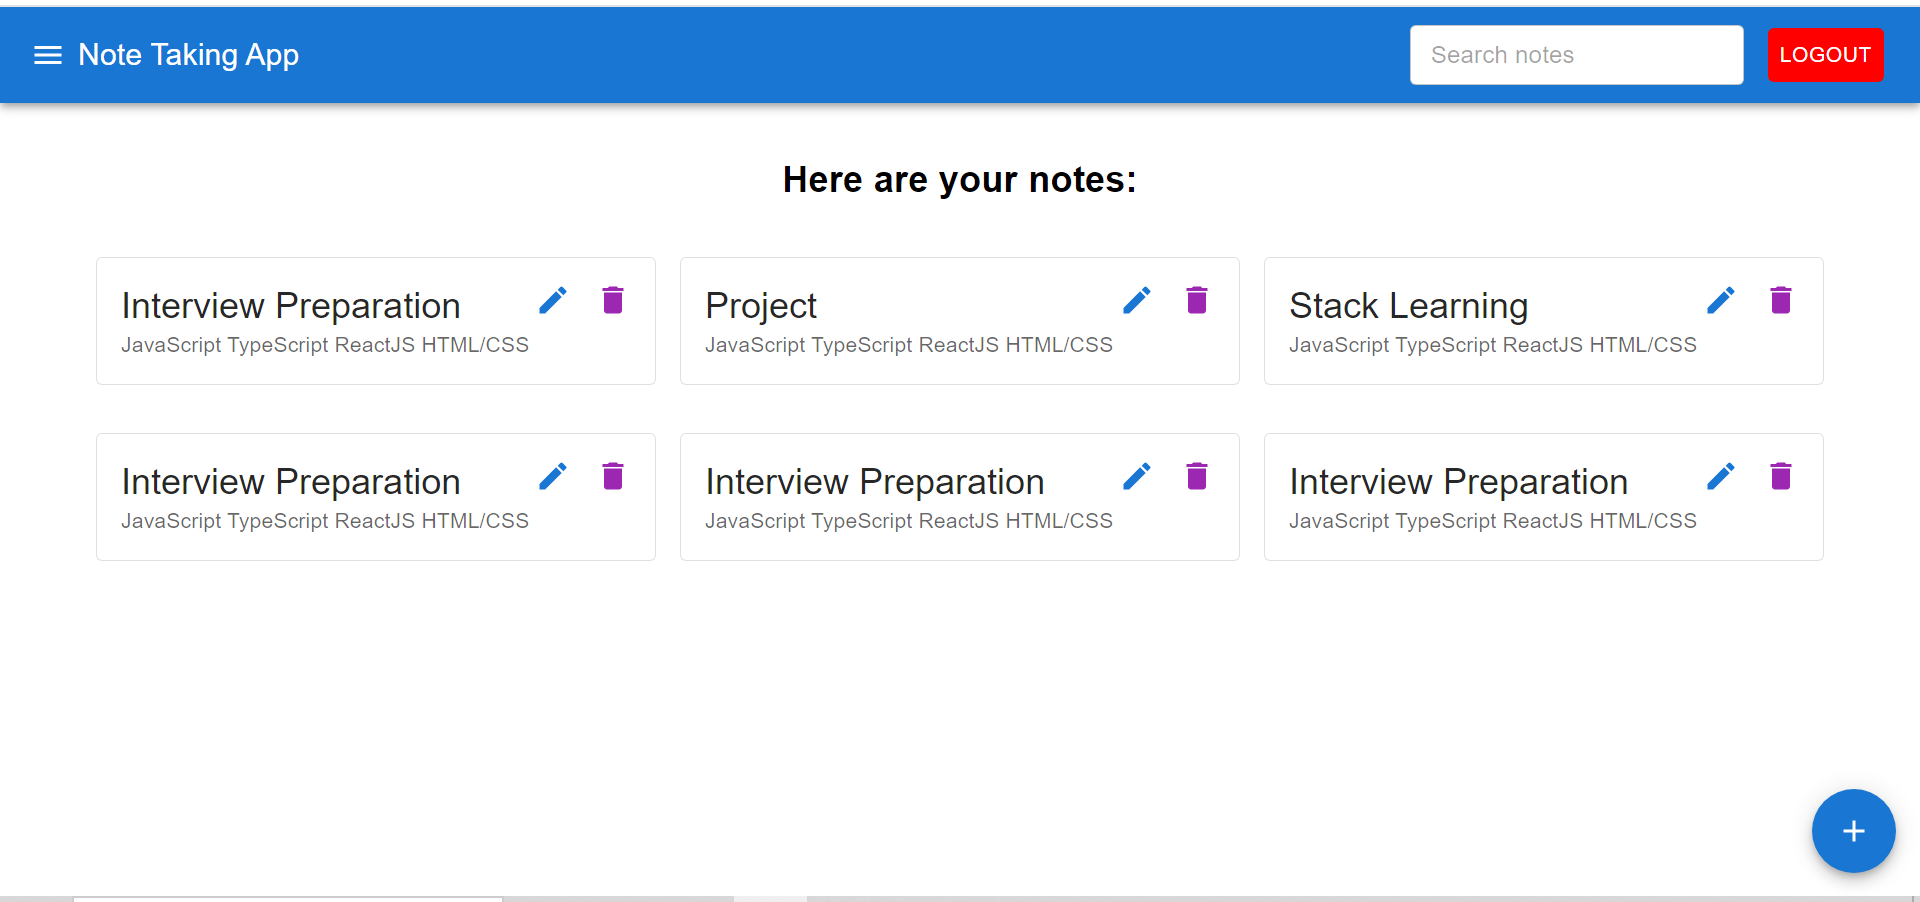 Note Taking App
Search notes
LOGOUT
Here are your notes:
Interview Preparation
JavaScript TypeScript ReactJS HTML/CSS
Project
JavaScript TypeScript ReactJS HTML/CSS
Stack Learning
JavaScript TypeScript ReactJS HTML/CSS
Interview Preparation
JavaScript TypeScript ReactJS HTML/CSS
Interview Preparation
JavaScript TypeScript ReactJS HTML/CSS
Interview Preparation
JavaScript TypeScript ReactJS HTML/CSS